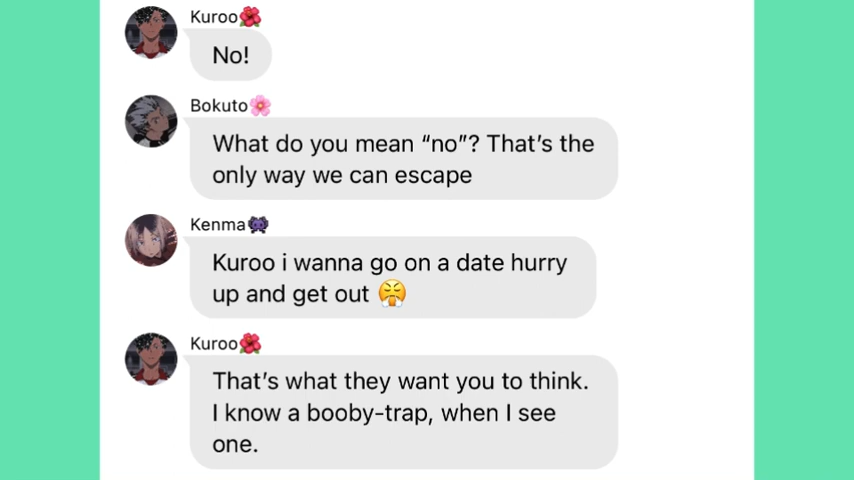 Kuroo🌺
No!
Bokuto🌸
What do you mean “no”? That’s the
only way we can escape
Kenma👾
Kuroo i wanna go on a date hurry
up and get out 😤
Kuroo🌺
That’s what they want you to think.
I know a booby-trap, when I see
one.